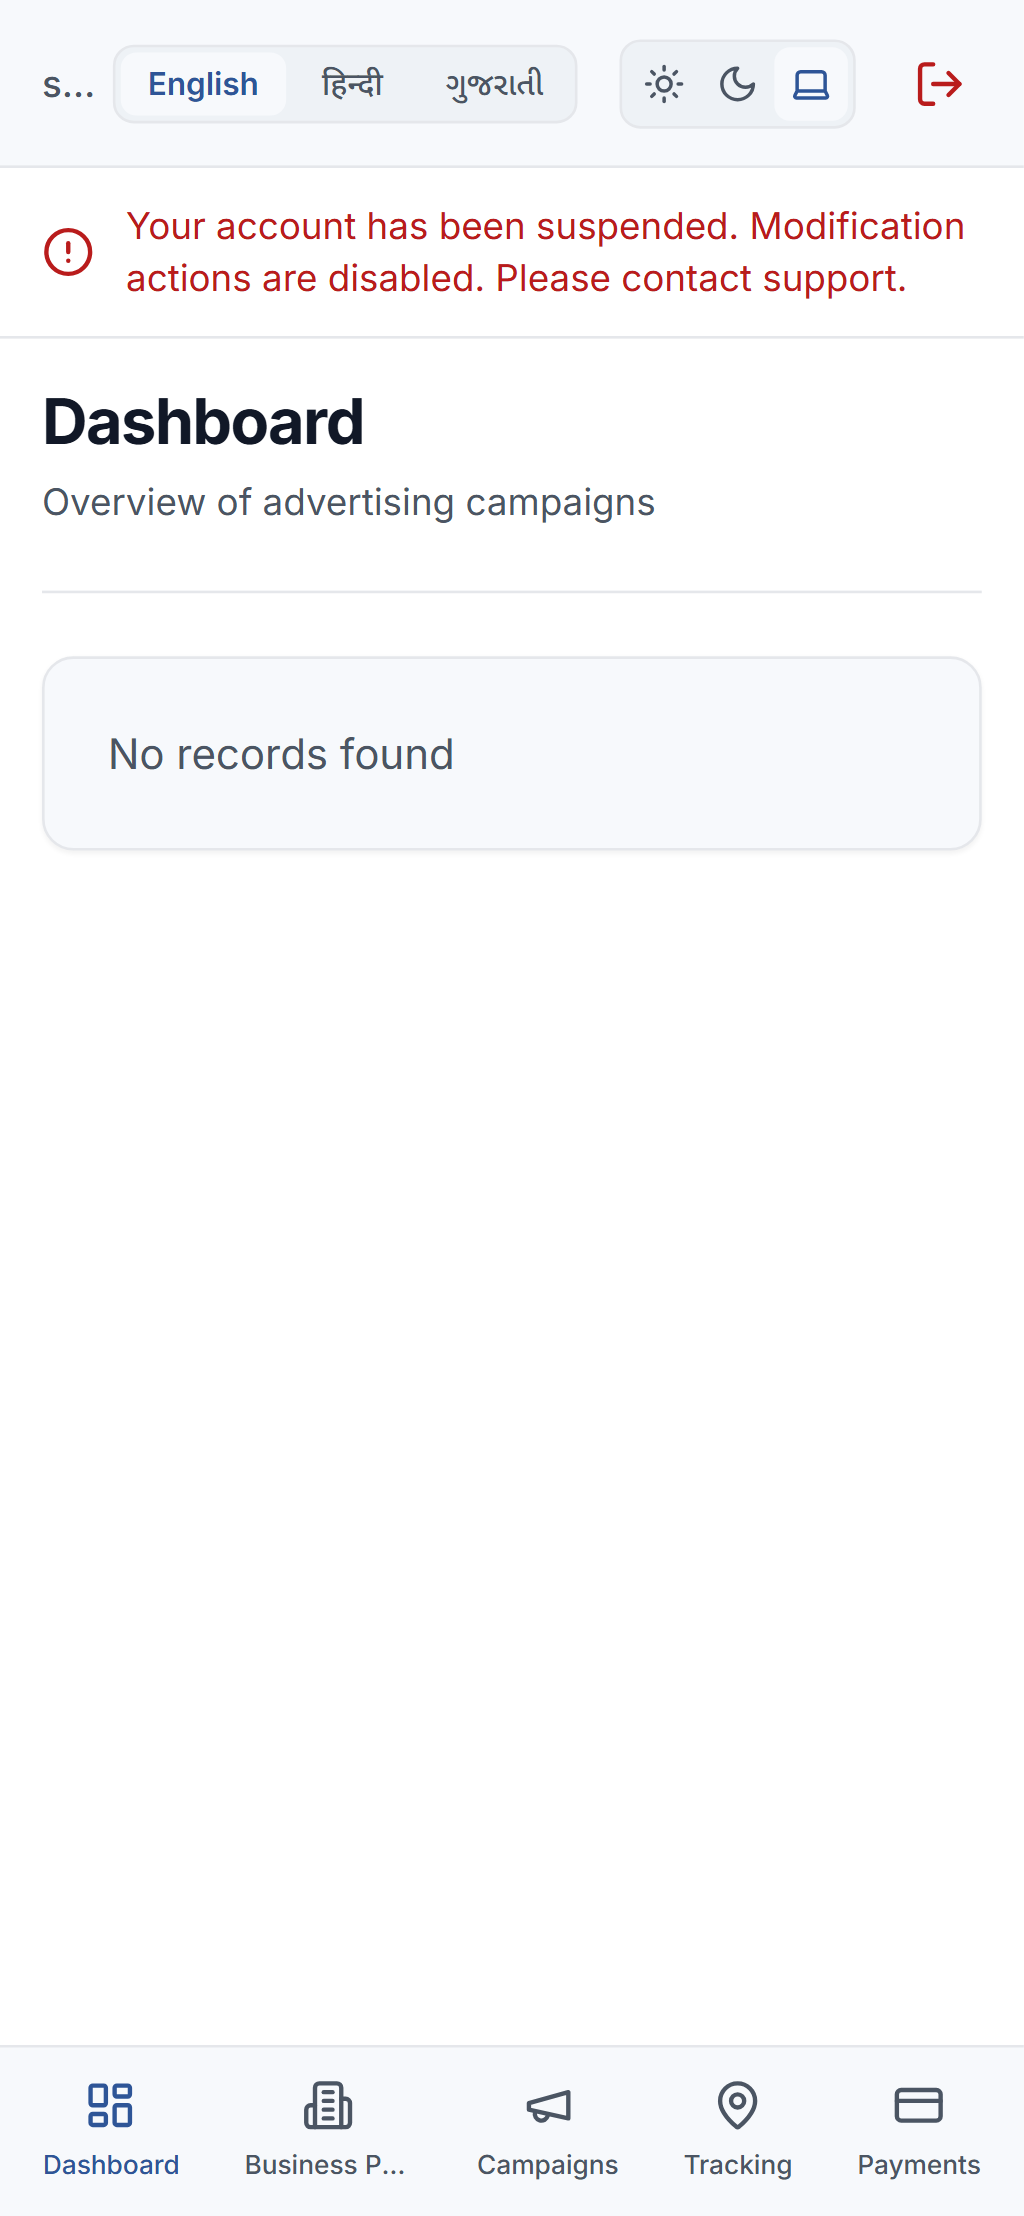 s...
English
हिन्दी
ગુજરાતી
Your account has been suspended. Modification
actions are disabled. Please contact support.
Dashboard
Overview of advertising campaigns
No records found
Dashboard
Business P...
Campaigns
Tracking
Payments